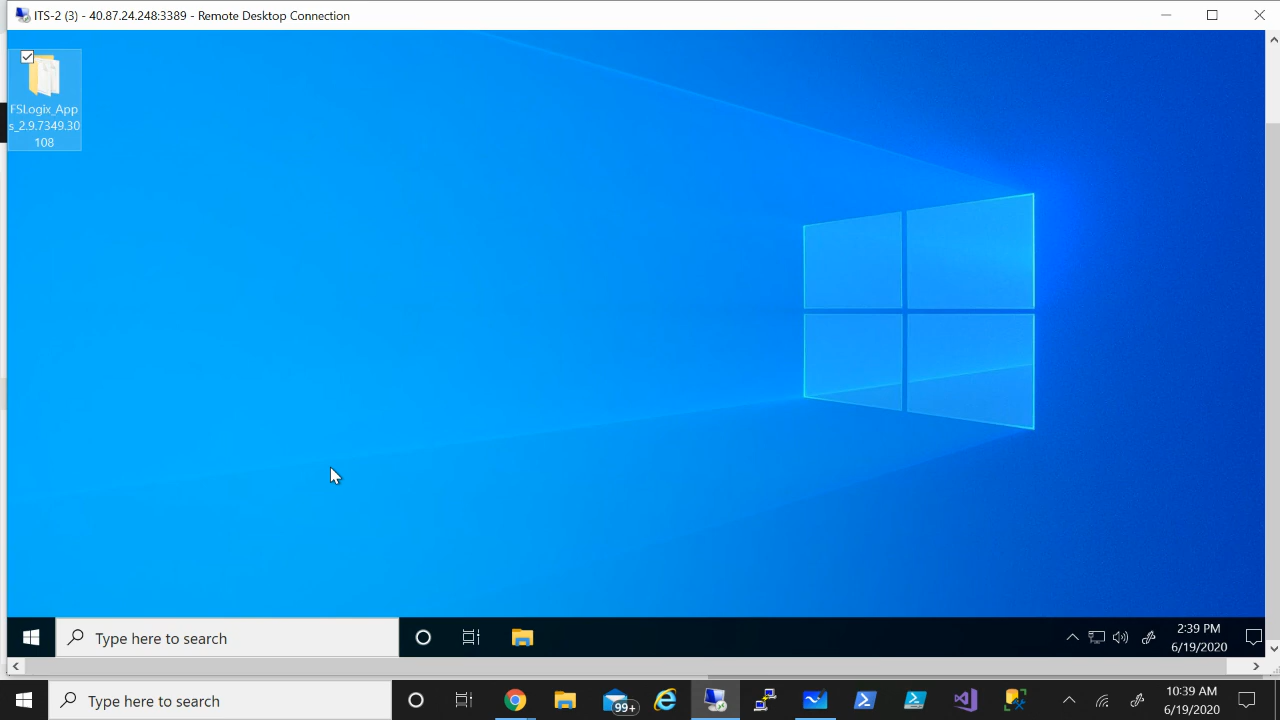 ITS-2 (3) - 40.87.24.248:3389 - Remote Desktop Connection
FSLogix_App
s_2.9.7349.30
108
Type here to search
2:39 PM
6/19/2020
Type here to search
99+
10:39 AM
6/19/2020